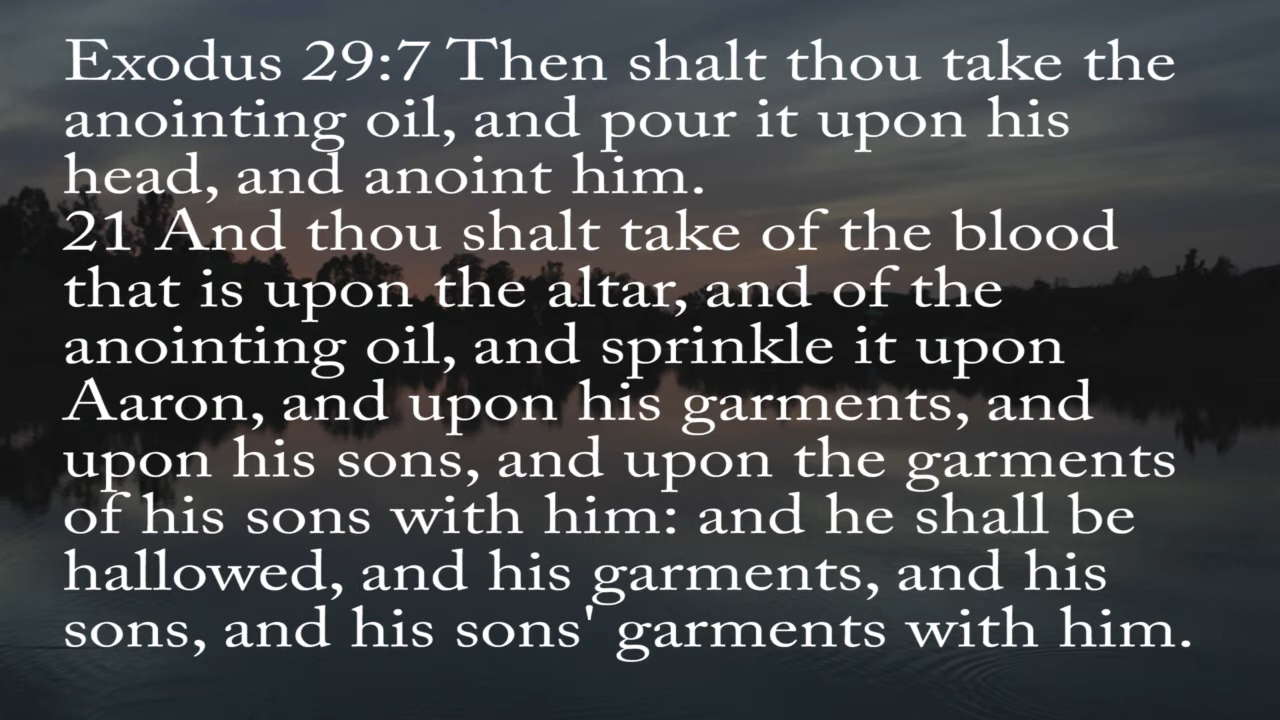 Exodus 29:7 Then shalt thou take the
anointing oil, and pour it upon his
head, and anoint him.
21 And thou shalt take of the blood
that is upon the altar, and of the
anointing oil, and sprinkle it upon
Aaron, and upon his garments, and
upon his sons, and upon the garments
of his sons with him: and he shall be
hallowed, and his garments, and his
sons, and his sons' garments with him.